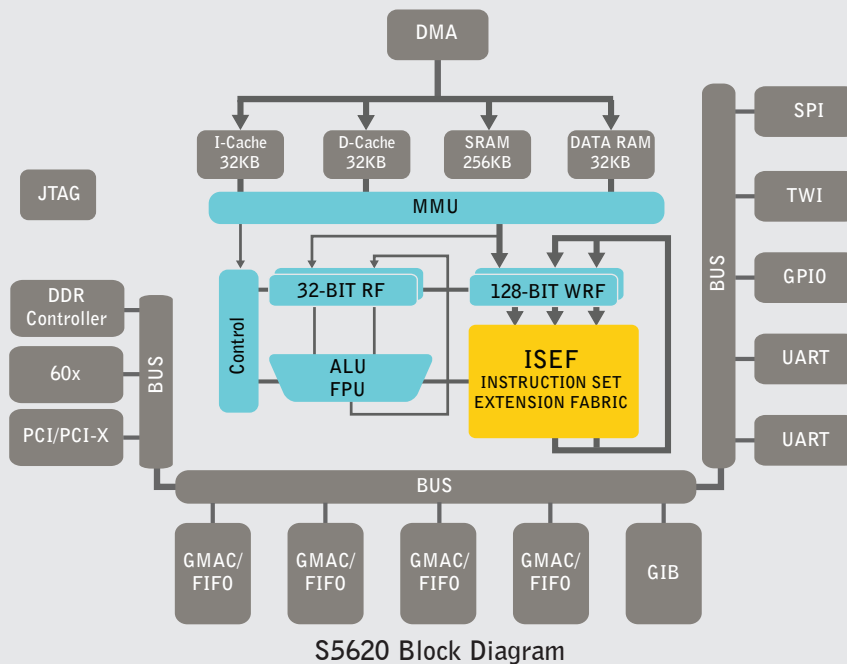 DMA
I-Cache
32KB
D-Cache
32KB
SRAM
256KB
DATA RAM
32KB
MMU
JTAG
Control
32-BIT RF
128-BIT WRF
ALU
FPU
ISEF
INSTRUCTION SET
EXTENSION FABRIC
DDR
Controller
60x
PCI/PCI-X
BUS
BUS
SPI
TWI
GPIO
UART
UART
BUS
GMAC/
FIFO
GMAC/
FIFO
GMAC/
FIFO
GMAC/
FIFO
GIB
S5620 Block Diagram